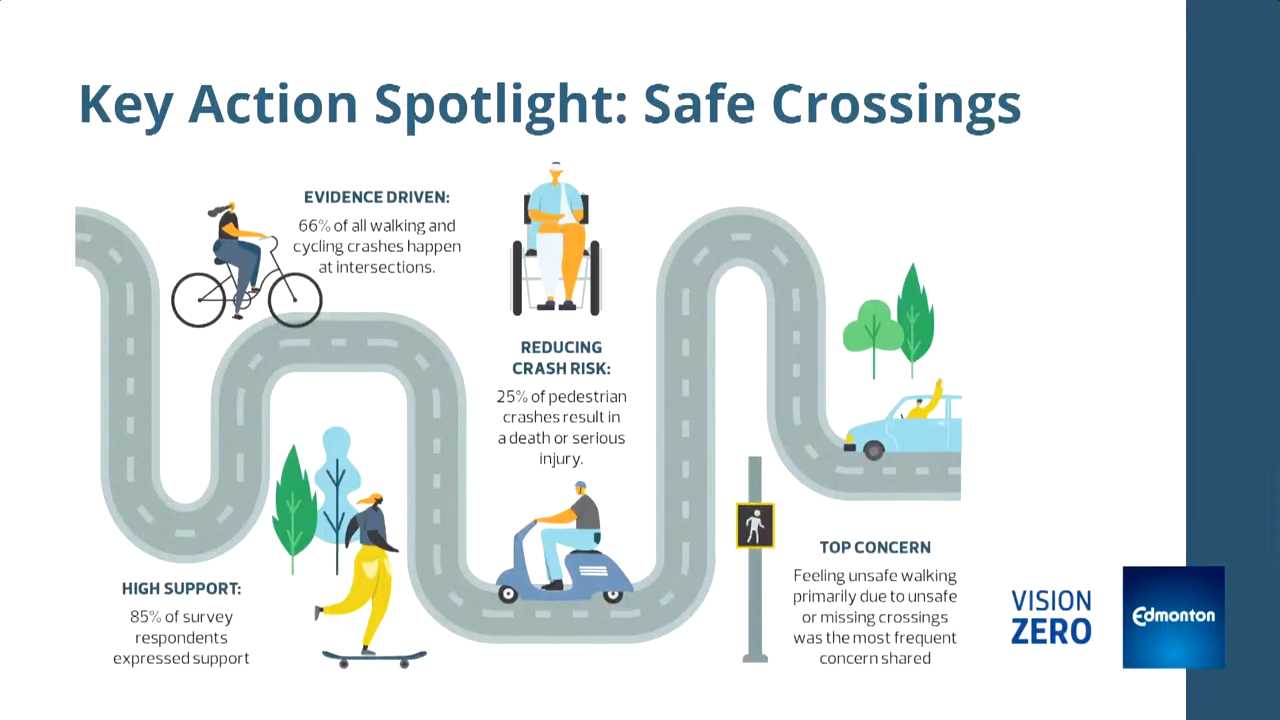 Key Action Spotlight: Safe Crossings
EVIDENCE DRIVEN:
66% of all walking and
cycling crashes happen
at intersections.
REDUCING
CRASH RISK:
25% of pedestrian
crashes result in
a death or serious
injury.
HIGH SUPPORT:
85% of survey
respondents
expressed support
TOP CONCERN
Feeling unsafe walking
primarily due to unsafe
or missing crossings
was the most frequent
concern shared
VISION
ZERO
Edmonton